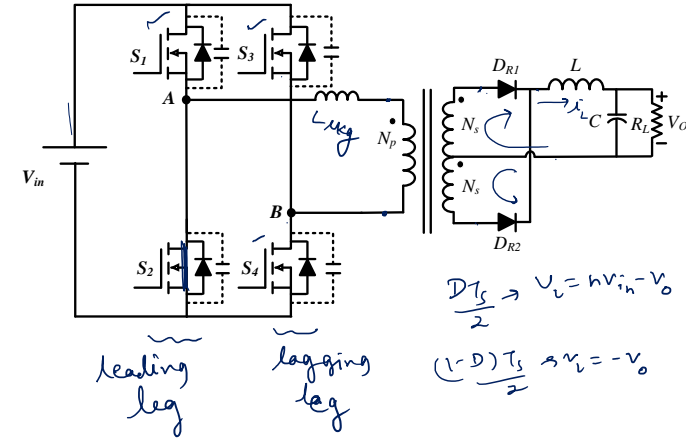 S1
S3
DR1
L
A
Llkg
Np
Ns
iL
C
RL
VO
Vin
Ns
B
DR2
S2
S4
DTs/2 → VL = nVin - Vo
(1-D)Ts/2 → VL = -Vo
leading
leg
lagging
leg